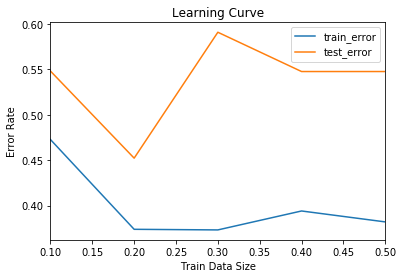 Learning Curve
train_error
test_error
Error Rate
0.60
0.55
0.50
0.45
0.40
0.10 0.15 0.20 0.25 0.30 0.35 0.40 0.45 0.50
Train Data Size